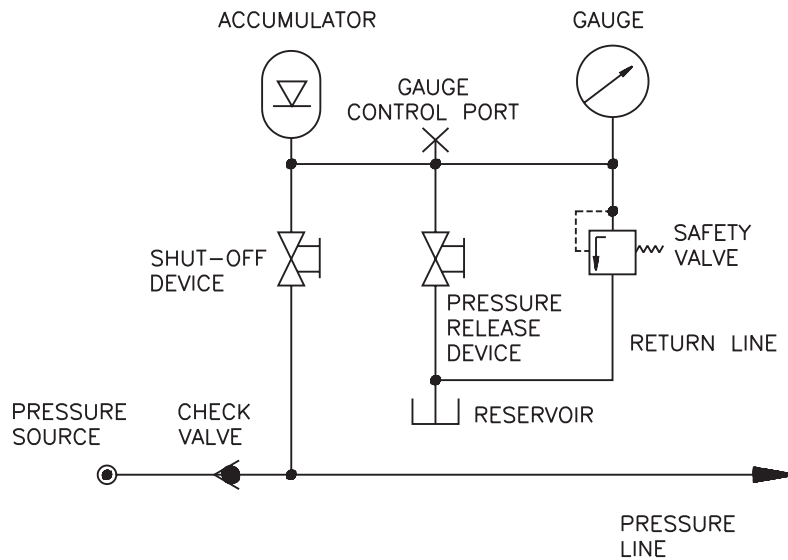 ACCUMULATOR
GAUGE
GAUGE
CONTROL PORT
SHUT-OFF
DEVICE
SAFETY
VALVE
PRESSURE
RELEASE
DEVICE
RETURN LINE
RESERVOIR
PRESSURE
SOURCE
CHECK
VALVE
PRESSURE
LINE